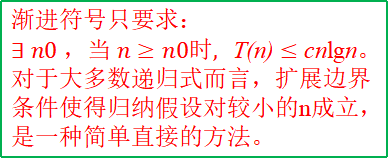 渐进符号只要求：
∃ n0 ，当 n ≥ n0时, T(n) ≤ cnlgn。
对于大多数递归式而言，扩展边界
条件使得归纳假设对较小的n成立，
是一种简单直接的方法。